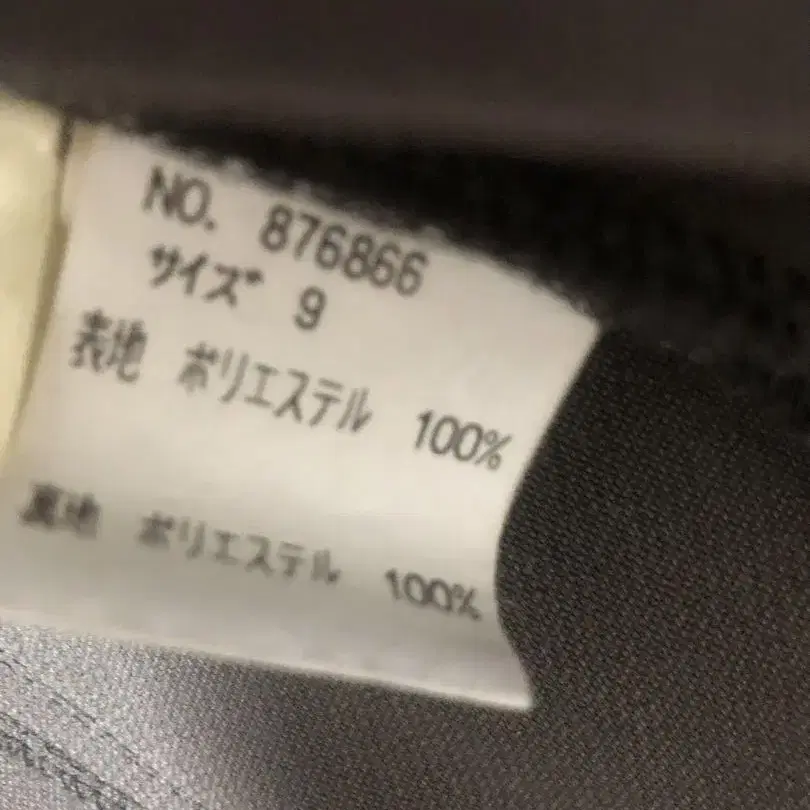 NO. 876866
サイズ 9
表地 ポリエステル 100%
裏地 ポリエステル 100%